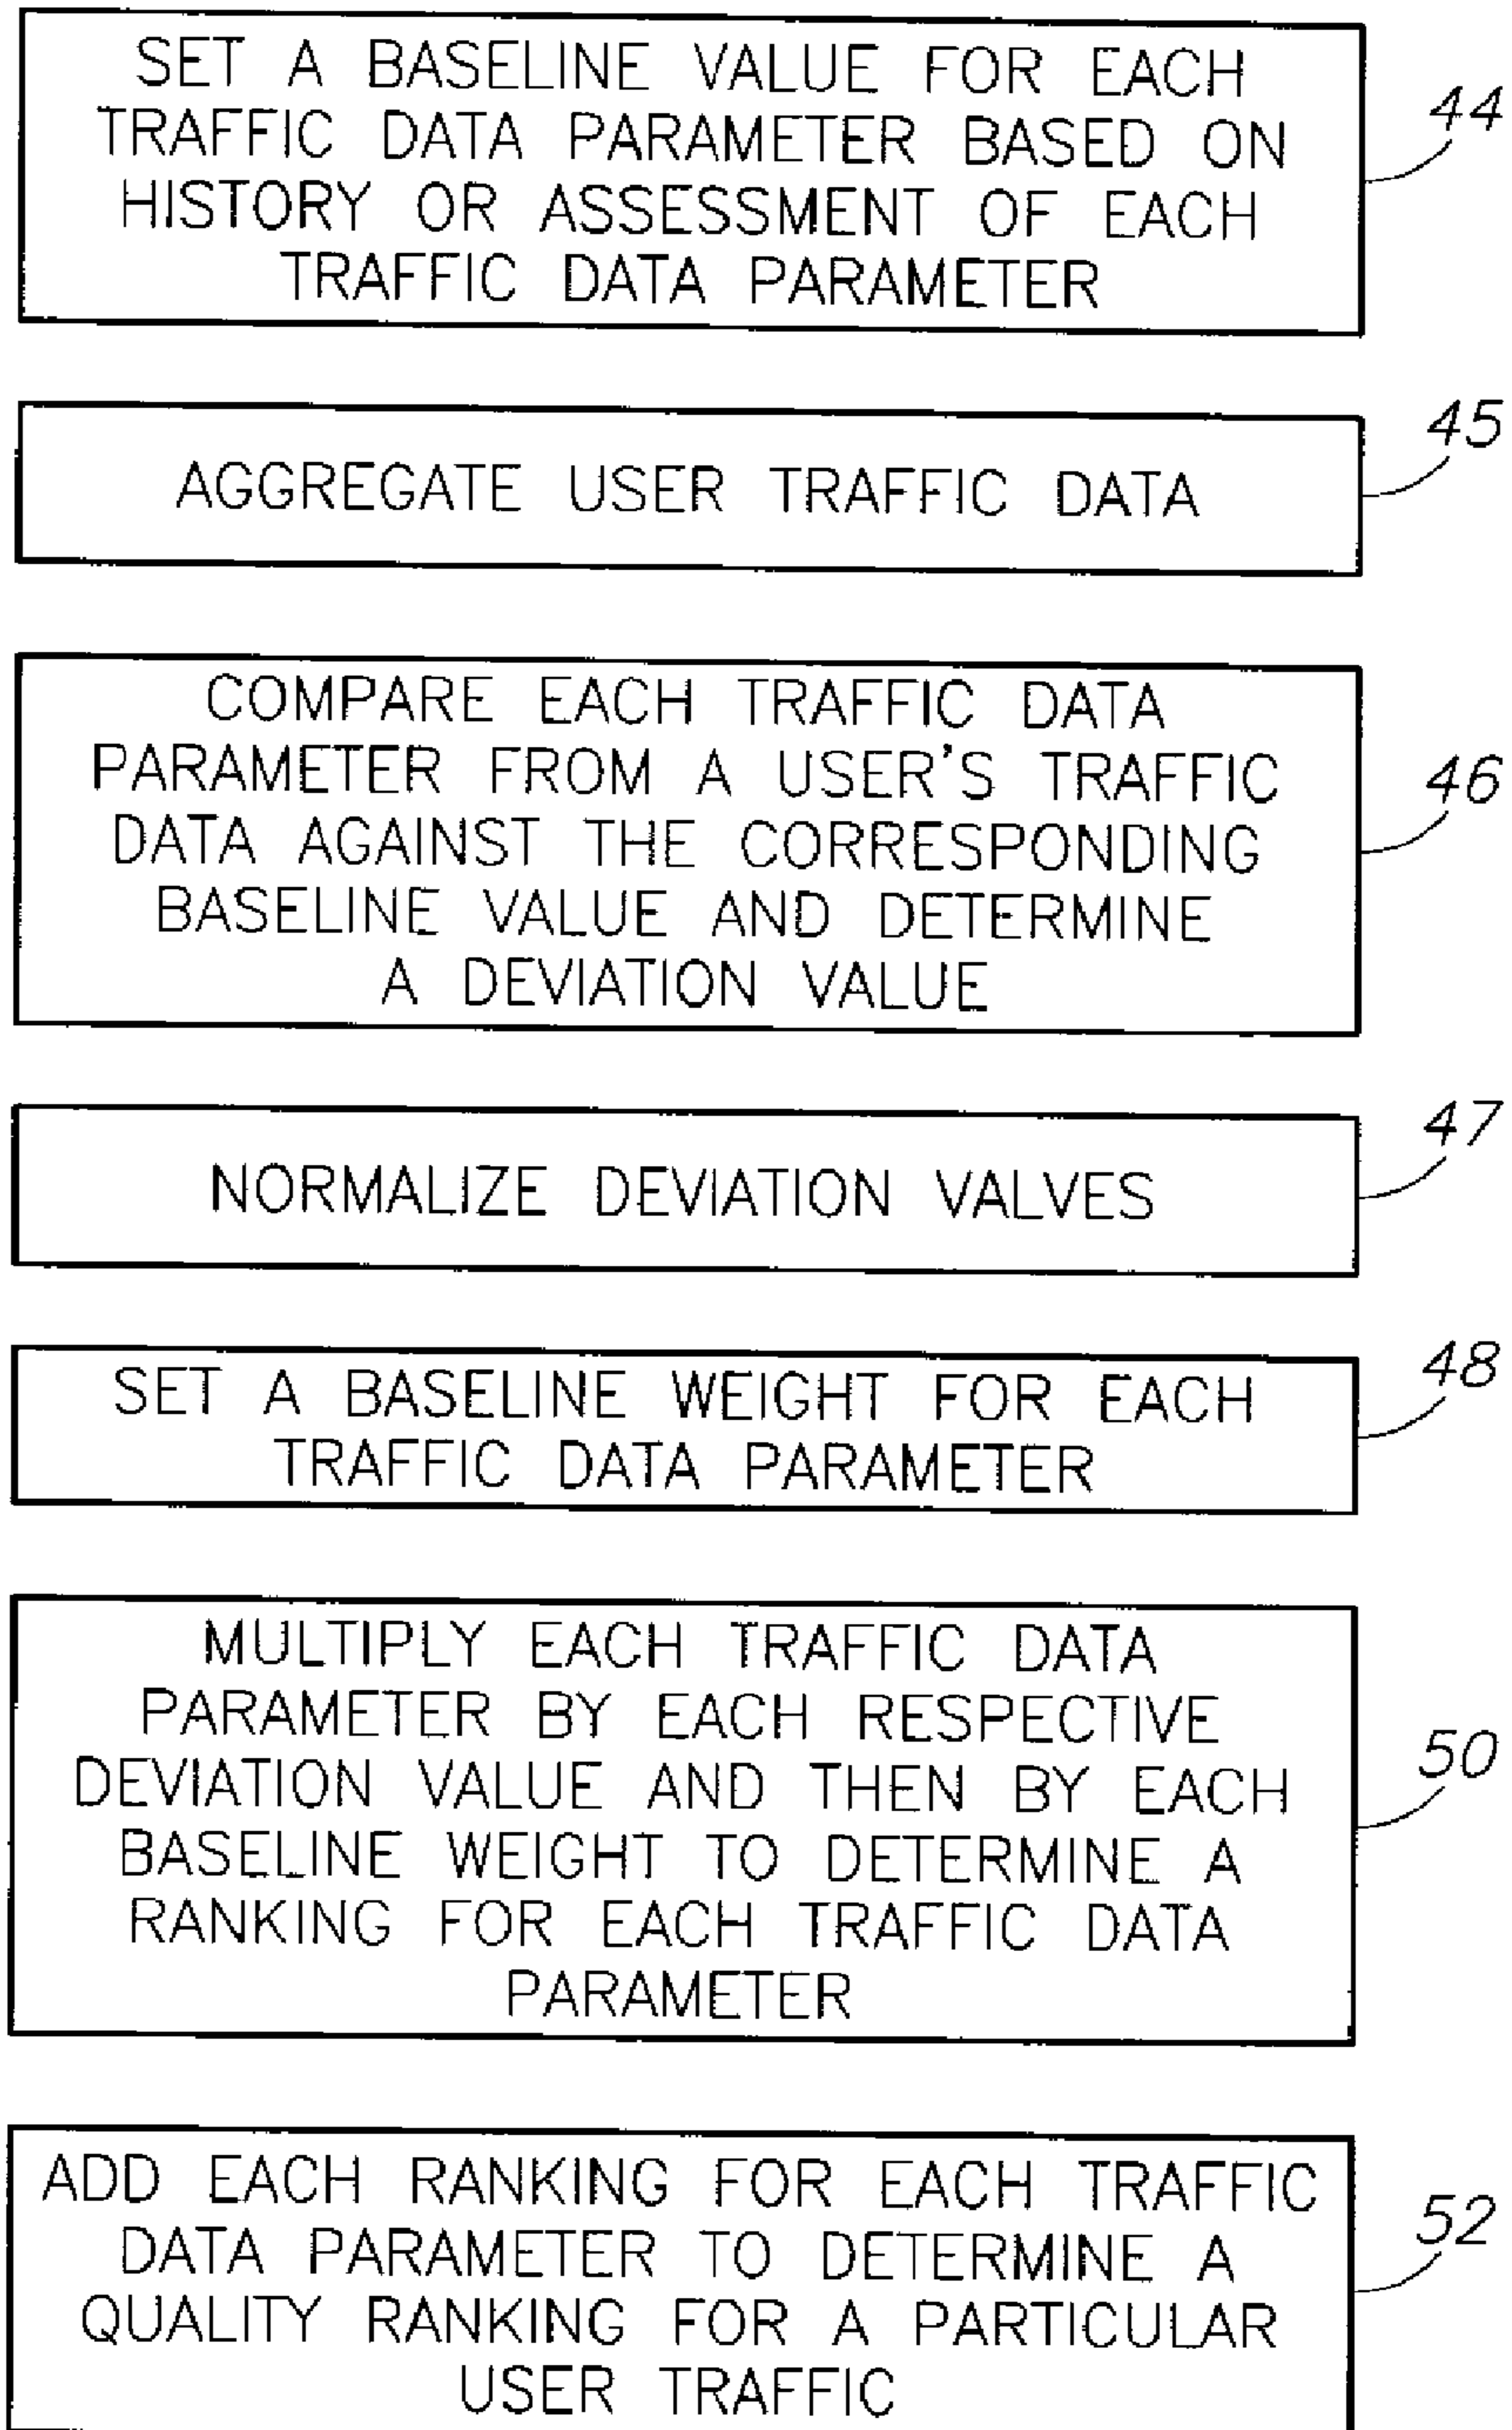 SET A BASELINE VALUE FOR EACH
TRAFFIC DATA PARAMETER BASED ON
HISTORY OR ASSESSMENT OF EACH
TRAFFIC DATA PARAMETER
44
AGGREGATE USER TRAFFIC DATA
45
COMPARE EACH TRAFFIC DATA
PARAMETER FROM A USER'S TRAFFIC
DATA AGAINST THE CORRESPONDING
BASELINE VALUE AND DETERMINE
A DEVIATION VALUE
46
NORMALIZE DEVIATION VALVES
47
SET A BASELINE WEIGHT FOR EACH
TRAFFIC DATA PARAMETER
48
MULTIPLY EACH TRAFFIC DATA
PARAMETER BY EACH RESPECTIVE
DEVIATION VALUE AND THEN BY EACH
BASELINE WEIGHT TO DETERMINE A
RANKING FOR EACH TRAFFIC DATA
PARAMETER
50
ADD EACH RANKING FOR EACH TRAFFIC
DATA PARAMETER TO DETERMINE A
QUALITY RANKING FOR A PARTICULAR
USER TRAFFIC
52